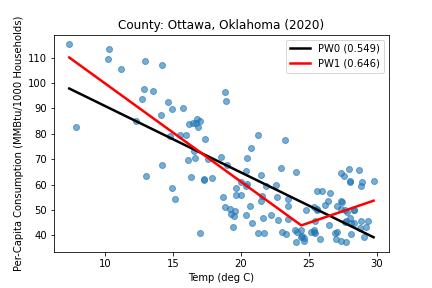 County: Ottawa, Oklahoma (2020)
PW0 (0.549)
PW1 (0.646)
Per-Capita Consumption (MMBtu/1000 Households)
110
100
90
80
70
60
50
40
10
15
20
25
30
Temp (deg C)